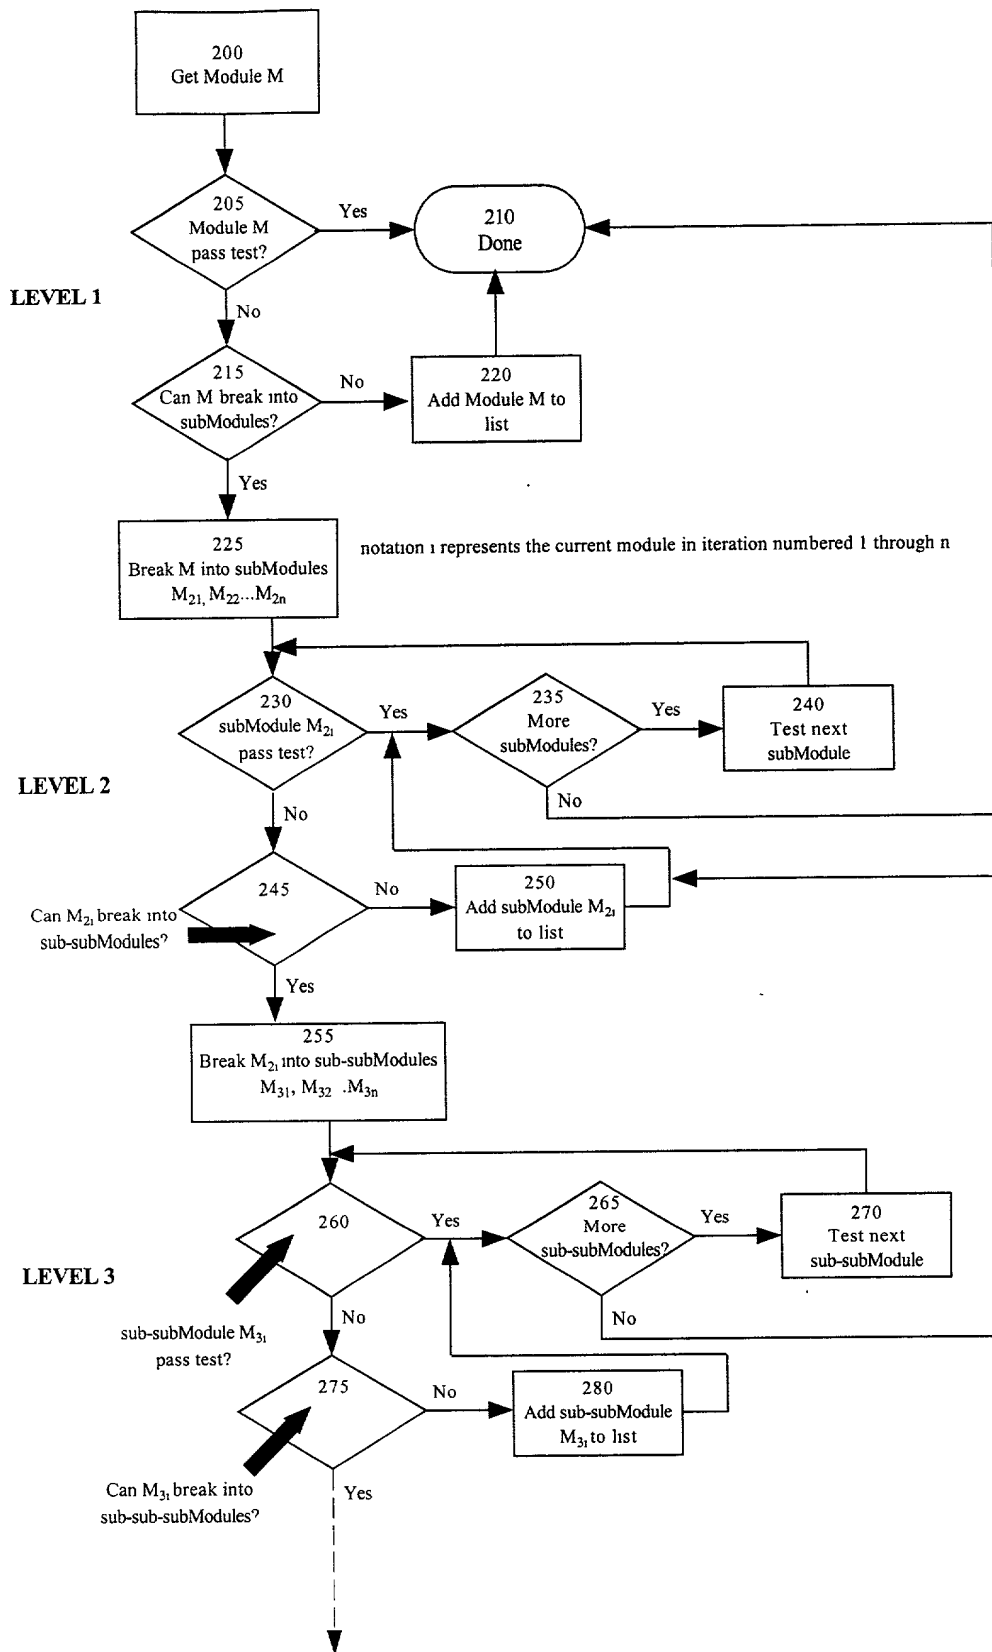 200
Get Module M
205
Module M
pass test?
Yes
210
Done
LEVEL 1
No
215
Can M break into
subModules?
No
220
Add Module M to
list
Yes
225
Break M into subModules
M21, M22...M2n
notation i represents the current module in iteration numbered 1 through n
230
subModule M2i
pass test?
Yes
235
More
subModules?
Yes
240
Test next
subModule
LEVEL 2
No
No
245
Can M2i break into
sub-subModules?
No
250
Add subModule M2i
to list
Yes
255
Break M2i into sub-subModules
M31, M32 ..M3n
260
Yes
265
More
sub-subModules?
Yes
270
Test next
sub-subModule
LEVEL 3
No
No
sub-subModule M3i
pass test?
275
No
280
Add sub-subModule
M3i to list
Can M3i break into
sub-sub-subModules?
Yes